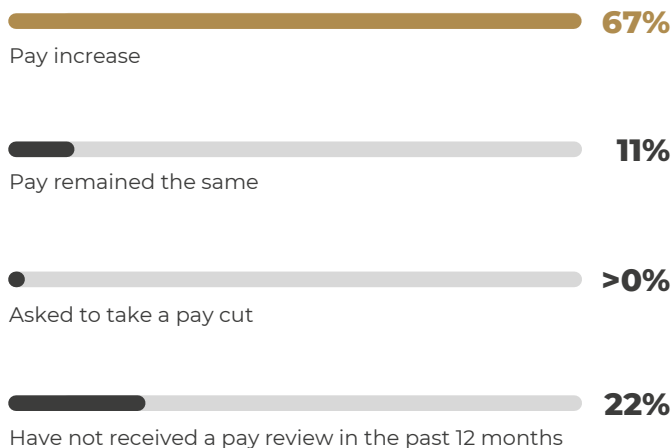 67%
Pay increase
11%
Pay remained the same
>0%
Asked to take a pay cut
22%
Have not received a pay review in the past 12 months